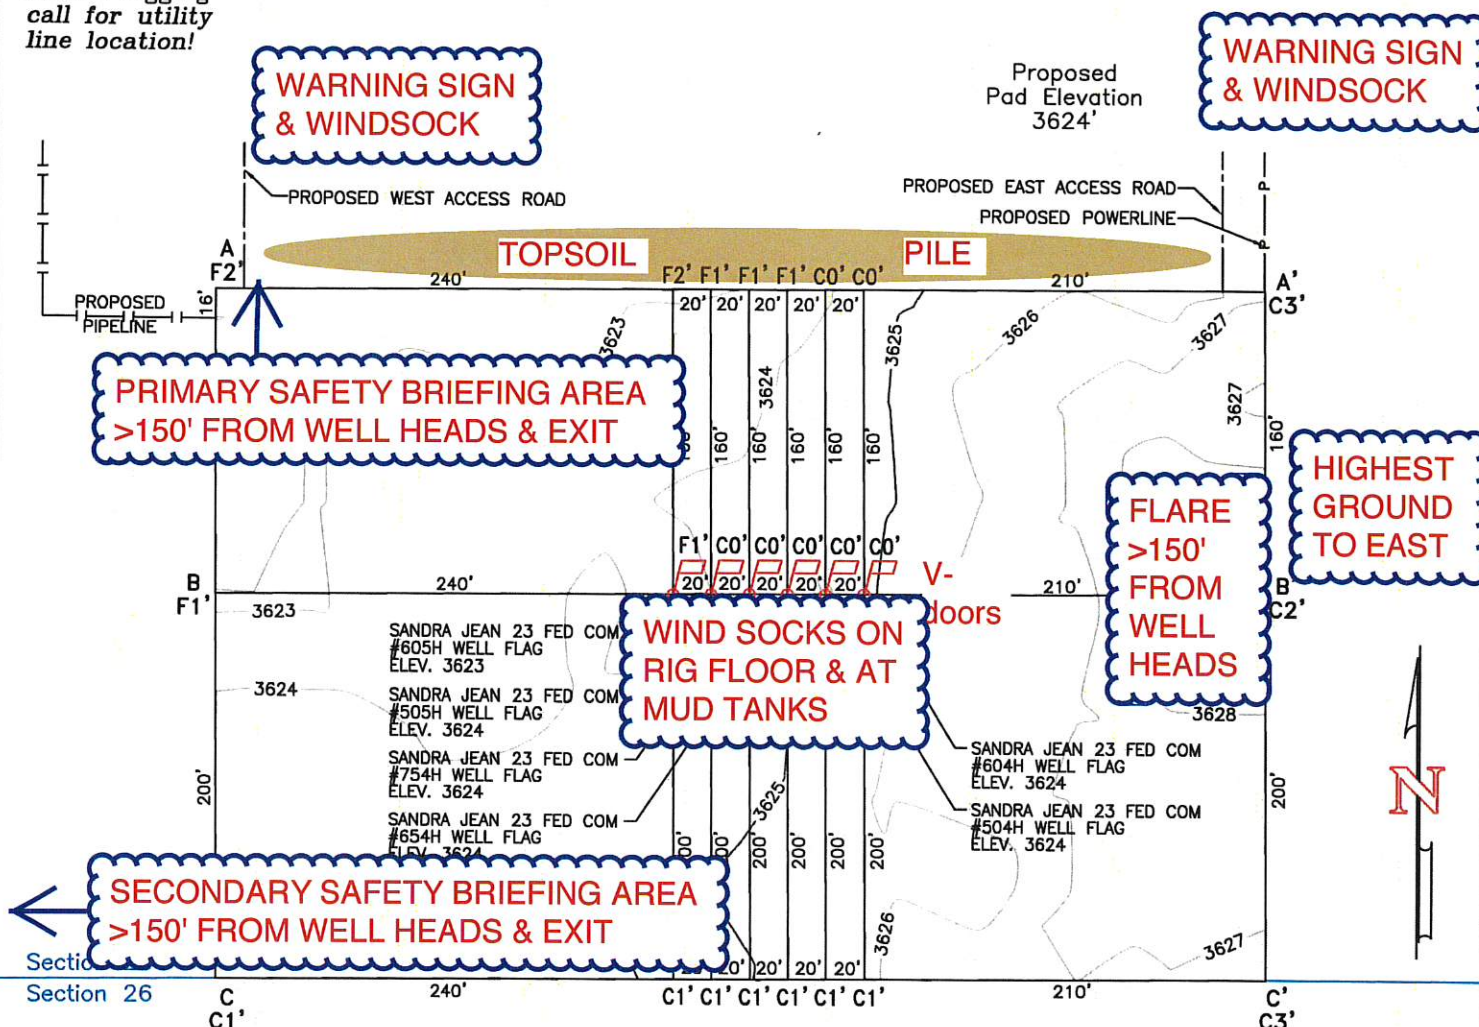 call for utility
line location!
WARNING SIGN
& WINDSOCK
Proposed
Pad Elevation
3624'
WARNING SIGN
& WINDSOCK
PROPOSED WEST ACCESS ROAD
PROPOSED EAST ACCESS ROAD
PROPOSED POWERLINE
P
P
TOPSOIL PILE
A
F2'
240'
F2' F1' F1' F1' C0' C0'
210'
A'
C3'
16'
20' 20' 20' 20' 20'
PROPOSED
PIPELINE
3623
3624
3625
3626
3627
3627
PRIMARY SAFETY BRIEFING AREA
>150' FROM WELL HEADS & EXIT
160' 160' 160' 160' 160'
160'
HIGHEST
GROUND
TO EAST
FLARE
>150'
FROM
WELL
HEADS
F1' C0' C0' C0' C0' C0'
20' 20' 20' 20' 20'
V-
doors
B
F1'
240'
210'
B
C2'
3623
3624
WIND SOCKS ON
RIG FLOOR & AT
MUD TANKS
SANDRA JEAN 23 FED COM
#605H WELL FLAG
ELEV. 3623
SANDRA JEAN 23 FED COM
#505H WELL FLAG
ELEV. 3624
SANDRA JEAN 23 FED COM
#754H WELL FLAG
ELEV. 3624
SANDRA JEAN 23 FED COM
#654H WELL FLAG
ELEV. 3624
SANDRA JEAN 23 FED COM
#604H WELL FLAG
ELEV. 3624
SANDRA JEAN 23 FED COM
#504H WELL FLAG
ELEV. 3624
3628
3625
200'
200' 200' 200' 200' 200' 200'
200'
N
SECONDARY SAFETY BRIEFING AREA
>150' FROM WELL HEADS & EXIT
3626
3627
20' 20' 20' 20' 20'
Section 26
C
C1'
240'
C1' C1' C1' C1' C1' C1'
210'
C'
C3'